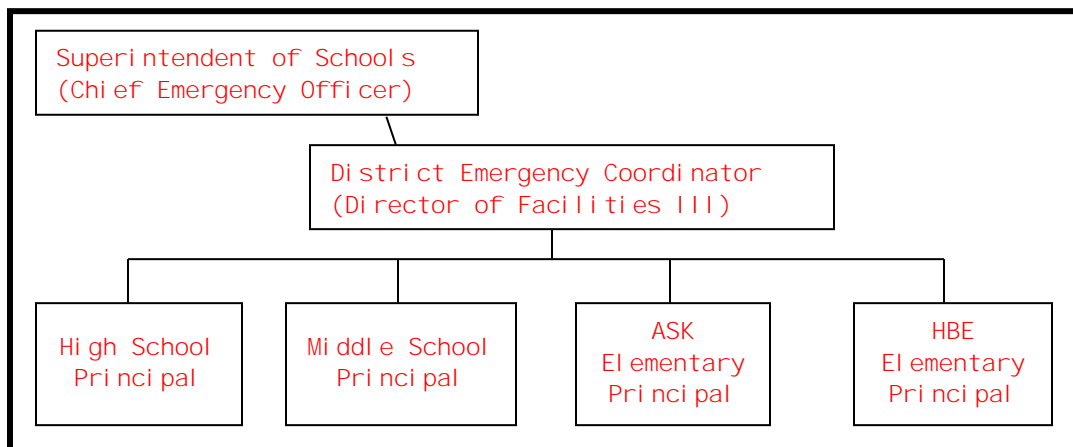 Superintendent of Schools
(Chief Emergency Officer)
District Emergency Coordinator
(Director of Facilities III)
High School
Principal
Middle School
Principal
ASK
Elementary
Principal
HBE
Elementary
Principal